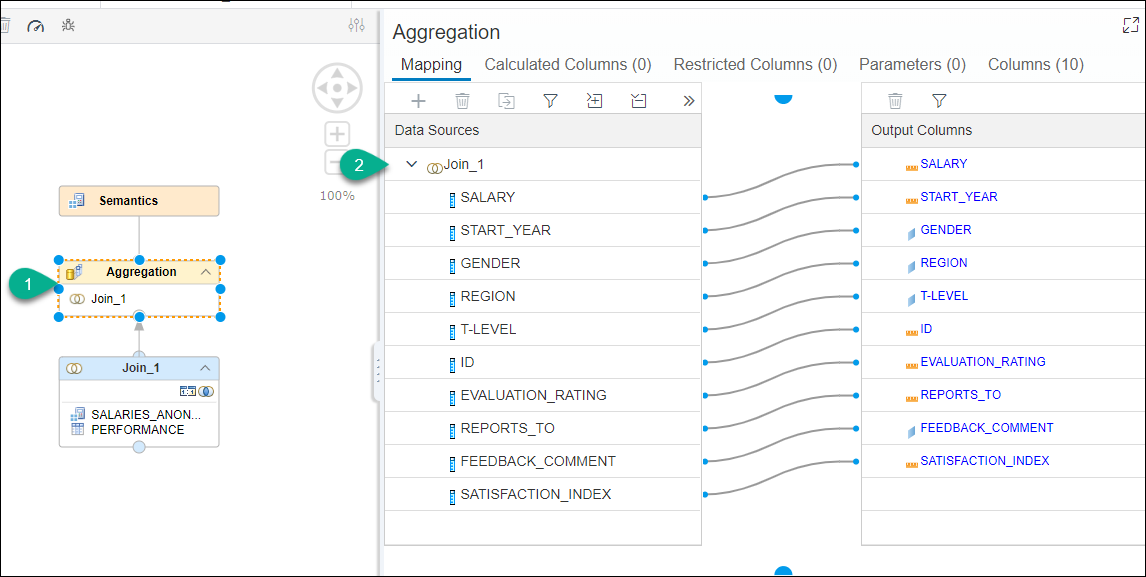 Aggregation
Mapping Calculated Columns (0) Restricted Columns (0) Parameters (0) Columns (10)
100%
Semantics
1
Aggregation
Join_1
Join_1
SALARIES_ANON...
PERFORMANCE
Data Sources
2
Join_1
SALARY
START_YEAR
GENDER
REGION
T-LEVEL
ID
EVALUATION_RATING
REPORTS_TO
FEEDBACK_COMMENT
SATISFACTION_INDEX
Output Columns
SALARY
START_YEAR
GENDER
REGION
T-LEVEL
ID
EVALUATION_RATING
REPORTS_TO
FEEDBACK_COMMENT
SATISFACTION_INDEX